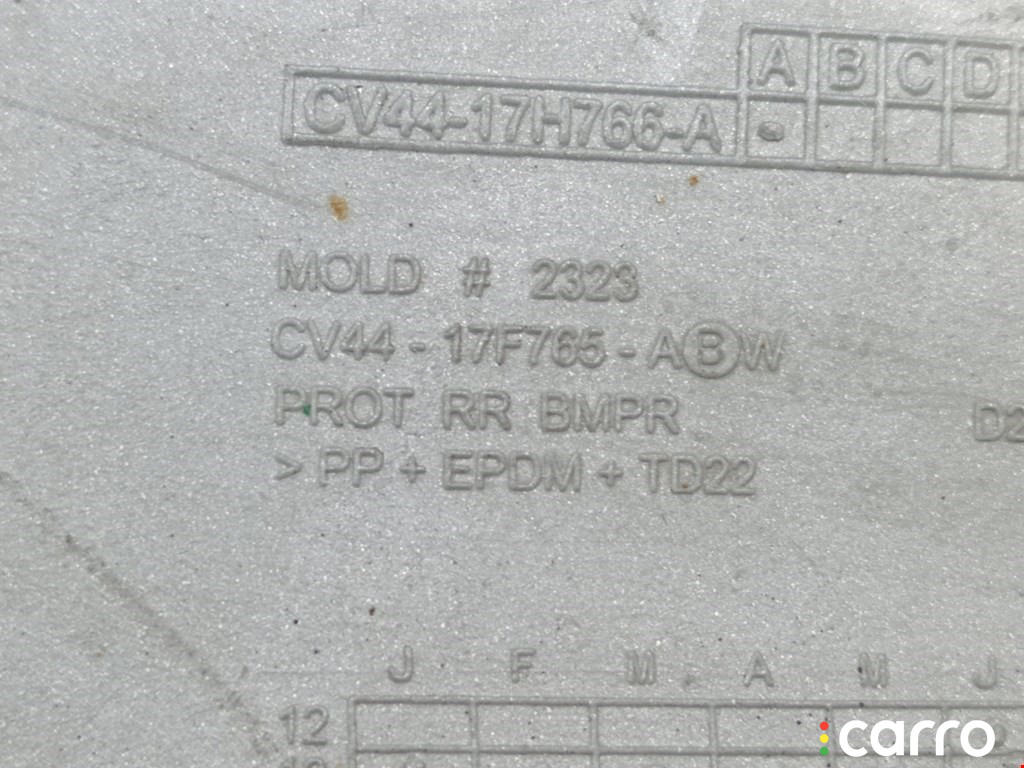 A B C D
CV44-17H766-A -
MOLD # 2323
CV44 - 17F765 - ABW
PROT RR BMPR
D2
> PP + EPDM + TD22
J F M A M J
12
carro